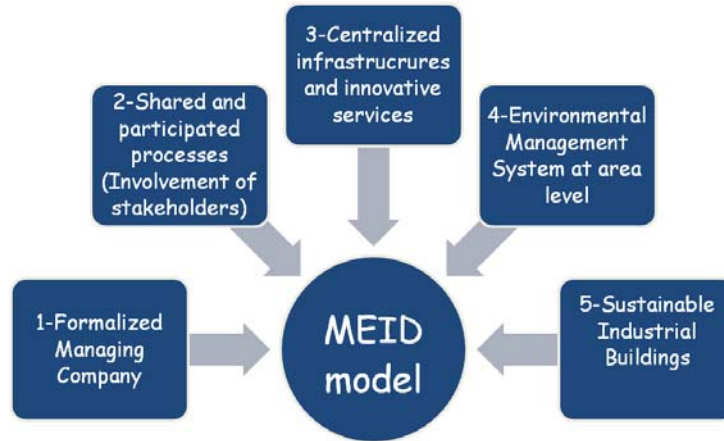 1-Formalized
Managing
Company
2-Shared and
participated
processes
(Involvement of
stakeholders)
3-Centralized
infrastrucrures
and innovative
services
4-Environmental
Management
System at area
level
5-Sustainable
Industrial
Buildings
MEID
model